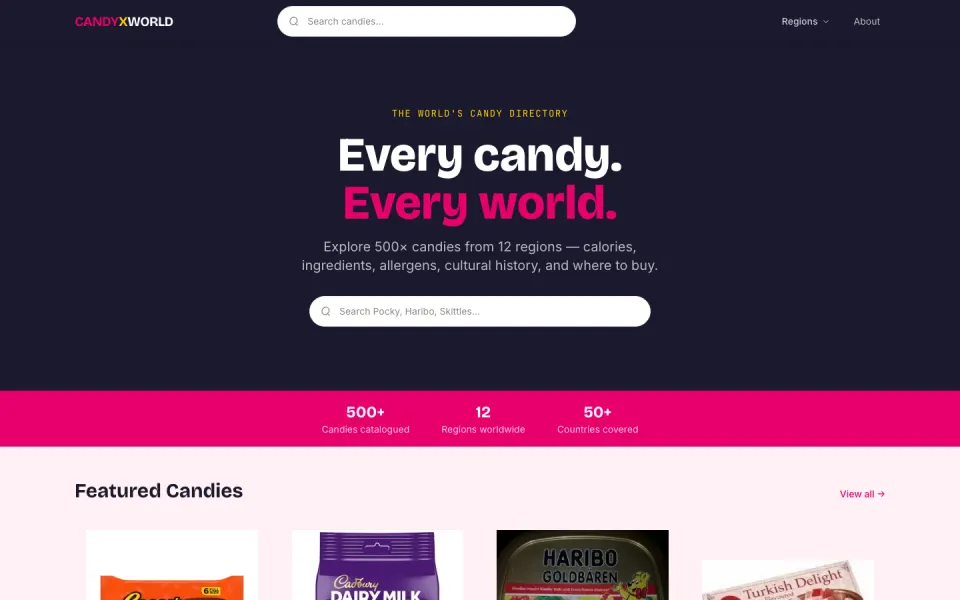 CANDYXWORLD
Search candies...
Regions
About
THE WORLD'S CANDY DIRECTORY
Every candy.
Every world.
Explore 500× candies from 12 regions — calories,
ingredients, allergens, cultural history, and where to buy.
Search Pocky, Haribo, Skittles...
500+
12
50+
Candies catalogued
Regions worldwide
Countries covered
Featured Candies
View all →
Cadbury
DAIRY MILK
HARIBO
GOLDBÄREN
Turkish Delight